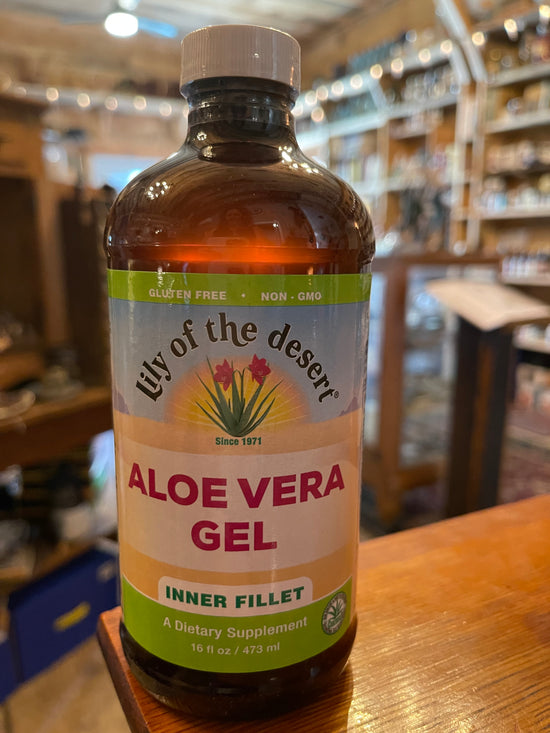 GLUTEN FREE • NON-GMO
lily of the desert®
Since 1971
ALOE VERA
GEL
INNER FILLET
A Dietary Supplement
16 fl oz / 473 ml